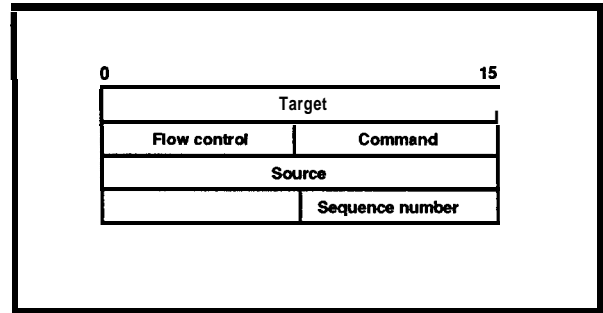 0 15
Target
Flow control Command
Source
Sequence number